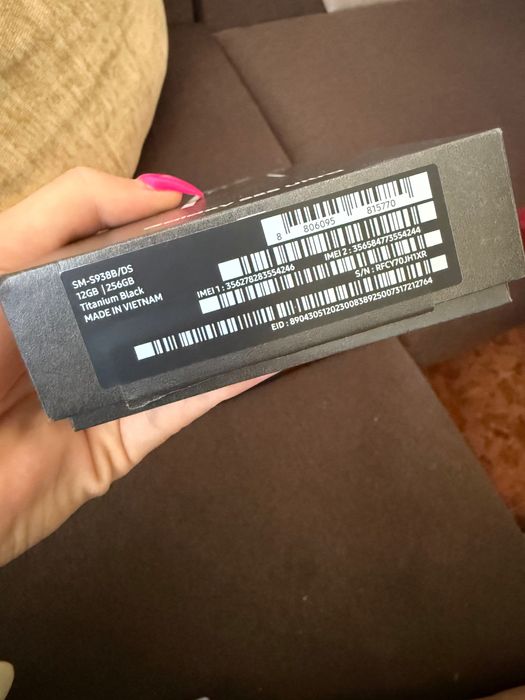 SM-S938B/DS
12GB | 256GB
Titanium Black
MADE IN VIETNAM
8 806095 815770
IMEI 1 : 356278283554246
IMEI 2 : 356584773554244
S/N : RFCY70JH1XR
EID : 89043051202300838925007317212764